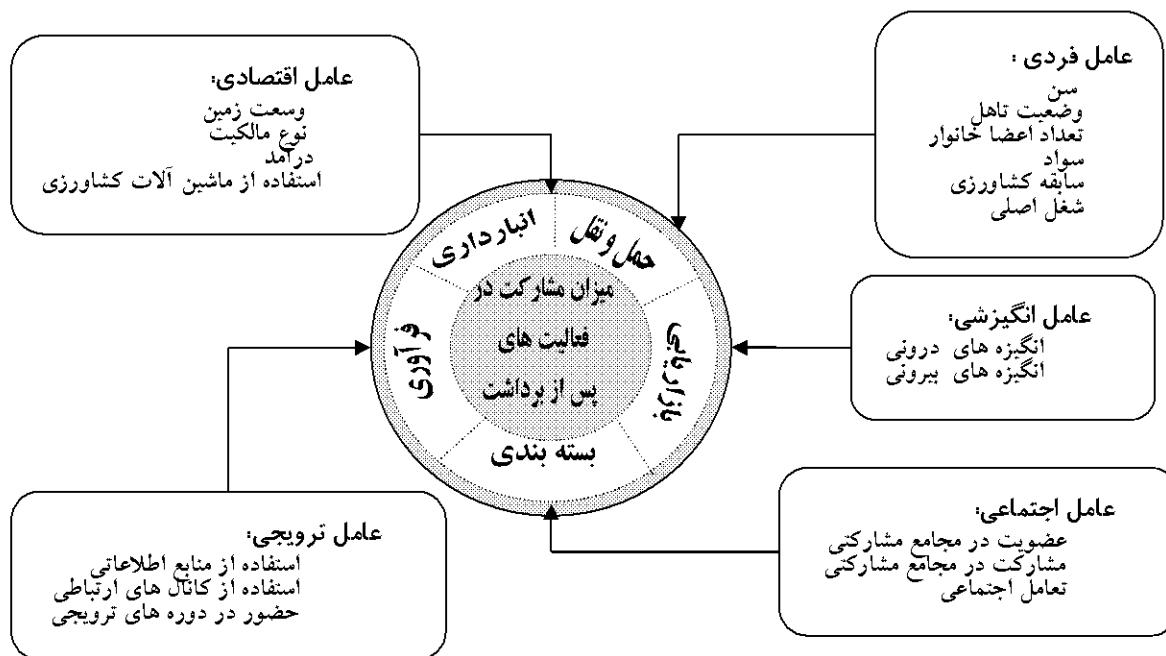 عامل فردی :
سن
وضعیت تاهل
تعداد اعضا خانوار
سواد
سابقه کشاورزی
شغل اصلی
عامل اقتصادی:
وسعت زمین
نوع مالکیت
درآمد
استفاده از ماشین آلات کشاورزی
حمل و نقل
انبارداری
فرآوری
بسته بندی
بازاریابی
میزان مشارکت در
فعالیت های
پس از برداشت
عامل انگیزشی:
انگیزه های درونی
انگیزه های بیرونی
عامل اجتماعی:
عضویت در مجامع مشارکتی
مشارکت در مجامع مشارکتی
تعامل اجتماعی
عامل ترویجی:
استفاده از منابع اطلاعاتی
استفاده از کانال های ارتباطی
حضور در دوره های ترویجی